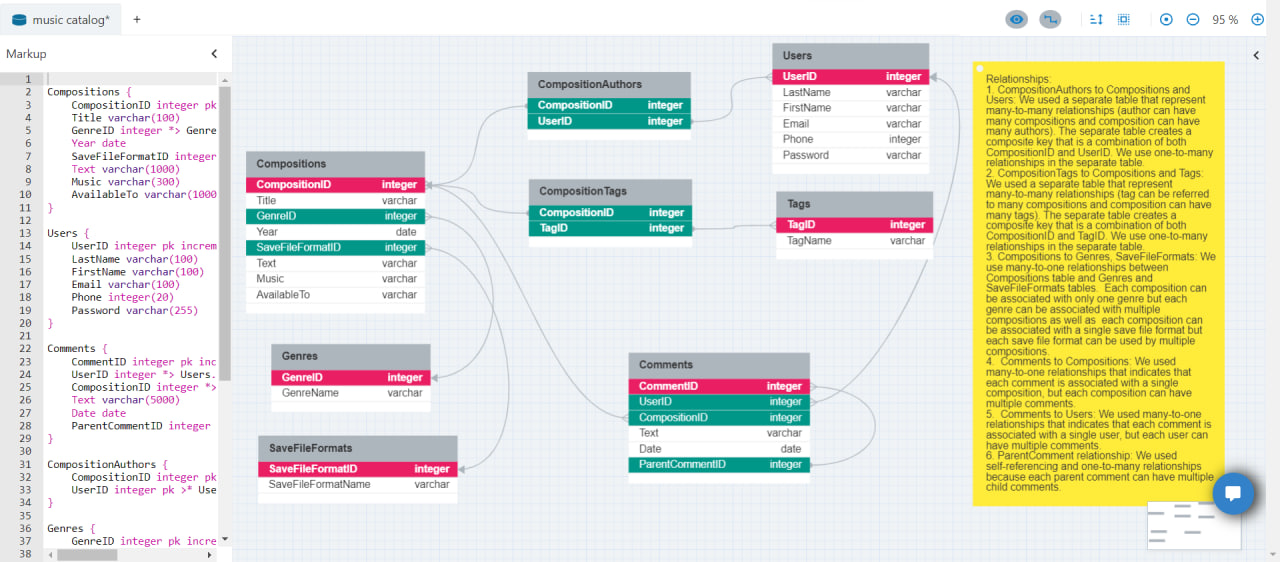 music catalog*
+
95 %
Markup
1
2 Compositions {
3 CompositionID integer pk
4 Title varchar(100)
5 GenreID integer *> Genre
6 Year date
7 SaveFileFormatID integer
8 Text varchar(1000)
9 Music varchar(300)
10 AvailableTo varchar(1000
11 }
12
13 Users {
14 UserID integer pk increm
15 LastName varchar(100)
16 FirstName varchar(100)
17 Email varchar(100)
18 Phone integer(20)
19 Password varchar(255)
20 }
21
22 Comments {
23 CommentID integer pk inc
24 UserID integer *> Users.
25 CompositionID integer *>
26 Text varchar(5000)
27 Date date
28 ParentCommentID integer
29 }
30
31 CompositionAuthors {
32 CompositionID integer pk
33 UserID integer pk >* Use
34 }
35
36 Genres {
37 GenreID integer pk incre
38
Compositions
CompositionID integer
Title varchar
GenreID integer
Year date
SaveFileFormatID integer
Text varchar
Music varchar
AvailableTo varchar
Genres
GenreID integer
GenreName varchar
SaveFileFormats
SaveFileFormatID integer
SaveFileFormatName varchar
CompositionAuthors
CompositionID integer
UserID integer
CompositionTags
CompositionID integer
TagID integer
Users
UserID integer
LastName varchar
FirstName varchar
Email varchar
Phone integer
Password varchar
Tags
TagID integer
TagName varchar
Comments
CommentID integer
UserID integer
CompositionID integer
Text varchar
Date date
ParentCommentID integer
Relationships:
1. CompositionAuthors to Compositions and
Users: We used a separate table that represent
many-to-many relationships (author can have
many compositions and composition can have
many authors). The separate table creates a
composite key that is a combination of both
CompositionID and UserID. We use one-to-many
relationships in the separate table.
2. CompositionTags to Compositions and Tags:
We used a separate table that represent
many-to-many relationships (tag can be referred
to many compositions and composition can have
many tags). The separate table creates a
composite key that is a combination of both
CompositionID and TagID. We use one-to-many
relationships in the separate table.
3. Compositions to Genres, SaveFileFormats: We
use many-to-one relationships between
Compositions table and Genres and
SaveFileFormats tables. Each composition can
be associated with only one genre but each
genre can be associated with multiple
compositions as well as each composition can
be associated with a single save file format but
each save file format can be used by multiple
compositions.
4. Comments to Compositions: We used
many-to-one relationships that indicates that
each comment is associated with a single
composition, but each composition can have
multiple comments.
5. Comments to Users: We used many-to-one
relationships that indicates that each comment is
associated with a single user, but each user can
have multiple comments.
6. ParentComment relationship: We used
self-referencing and one-to-many relationships
because each parent comment can have multiple
child comments.